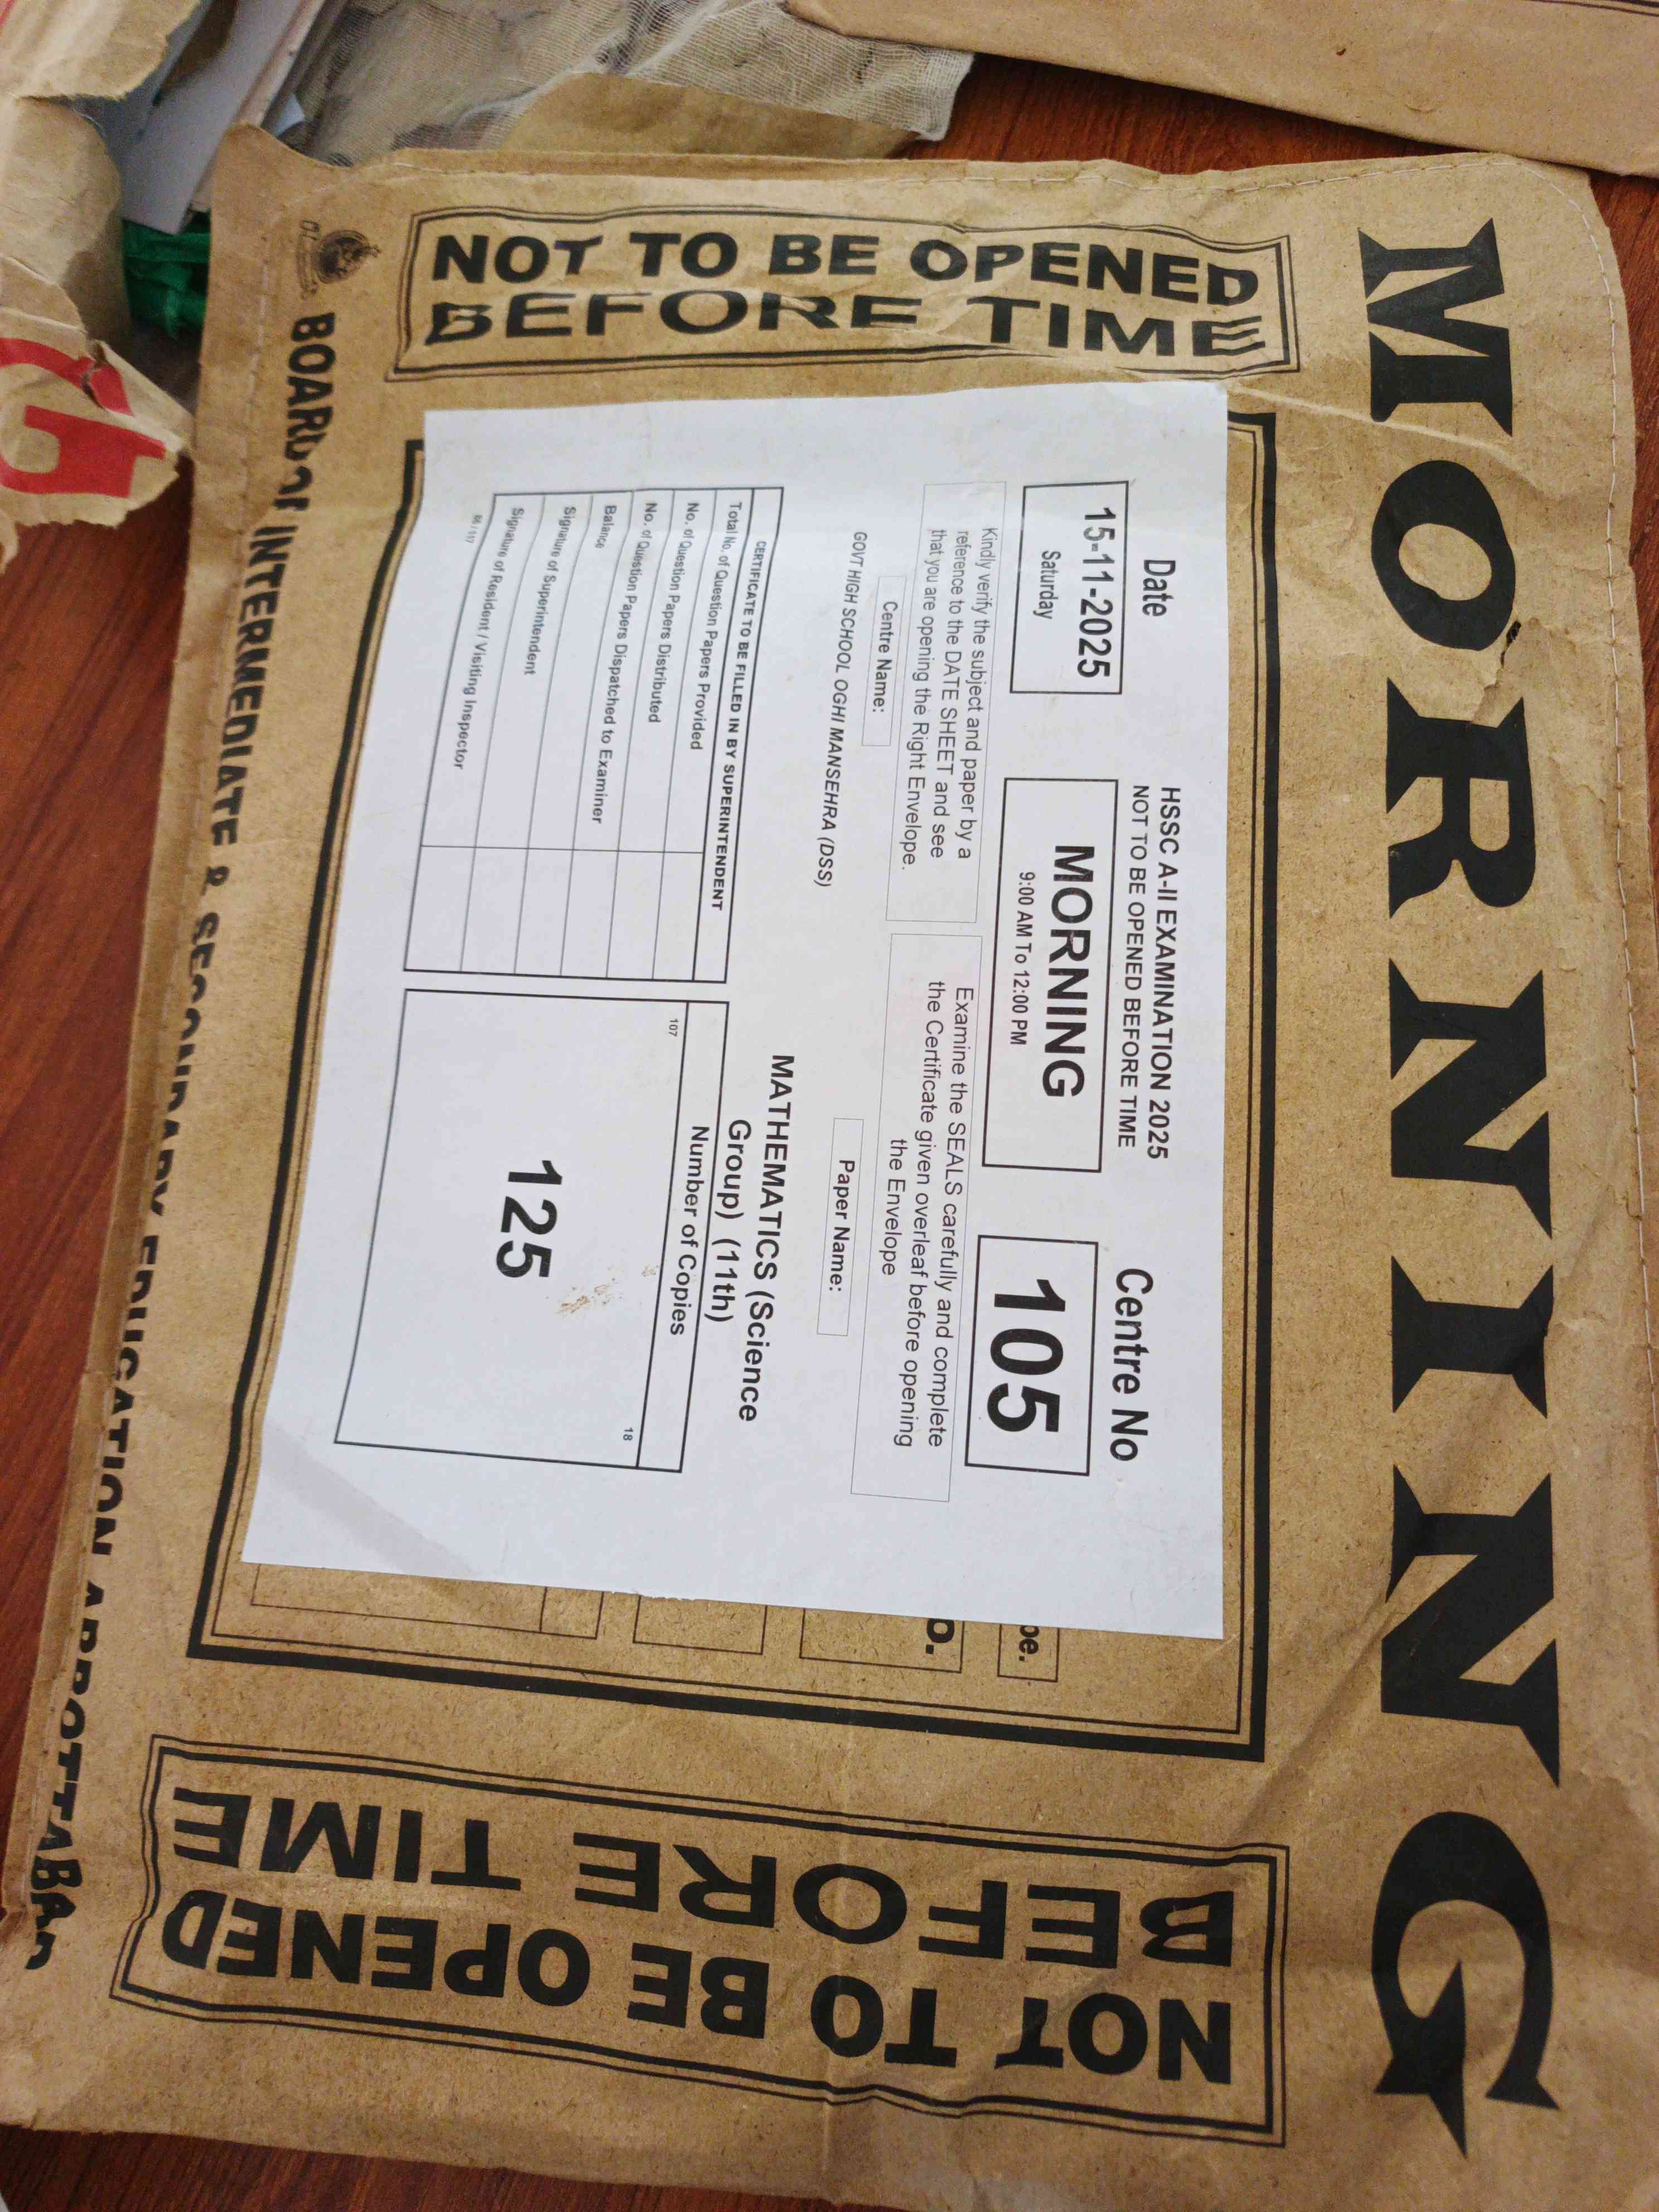 MORNING
NOT TO BE OPENED
BEFORE TIME
Date
15-11-2025
Saturday
HSSC A-II EXAMINATION 2025
NOT TO BE OPENED BEFORE TIME
MORNING
9:00 AM To 12:00 PM
Centre No
105
Kindly verify the subject and paper by a
reference to the DATE SHEET and see
that you are opening the Right Envelope.
Examine the SEALS carefully and complete
the Certificate given overleaf before opening
the Envelope
Centre Name:
GOVT HIGH SCHOOL OGHI MANSEHRA (DSS)
Paper Name:
MATHEMATICS (Science
Group) (11th)
CERTIFICATE TO BE FILLED IN BY SUPERINTENDENT
Total No. of Question Papers Provided
No. of Question Papers Distributed
No. of Question Papers Dispatched to Examiner
Balance
Signature of Superintendent
Signature of Resident / Visiting Inspector
Number of Copies
107
18
125
pe.
o.
NOT TO BE OPENED
BEFORE TIME
BOARD OF INTERMEDIATE & SECONDARY EDUCATION ABBOTTABAD